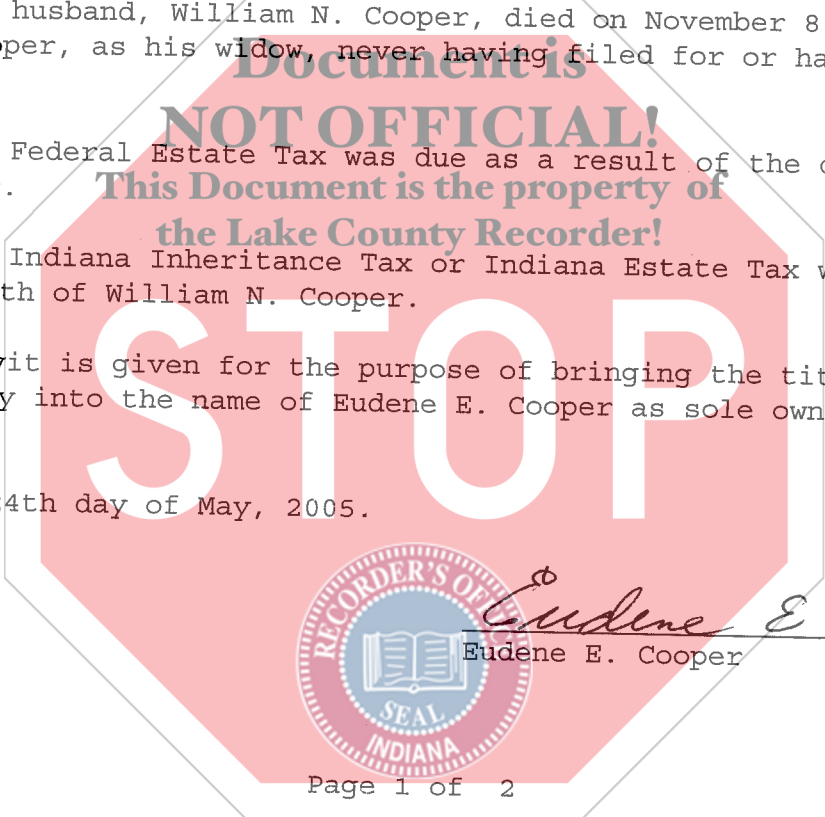 husband, William N. Cooper, died on November 8
oper, as his widow, never having filed for or ha
Document is
NOT OFFICIAL!
Federal Estate Tax was due as a result of the
.
This Document is the property of
the Lake County Recorder!
Indiana Inheritance Tax or Indiana Estate Tax w
th of William N. Cooper.
vit is given for the purpose of bringing the tit
y into the name of Eudene E. Cooper as sole own
STOP
4th day of May, 2005.
RECORDER'S OFFICE
SEAL
INDIANA
Eudene E
Eudene E. Cooper
Page 1 of 2